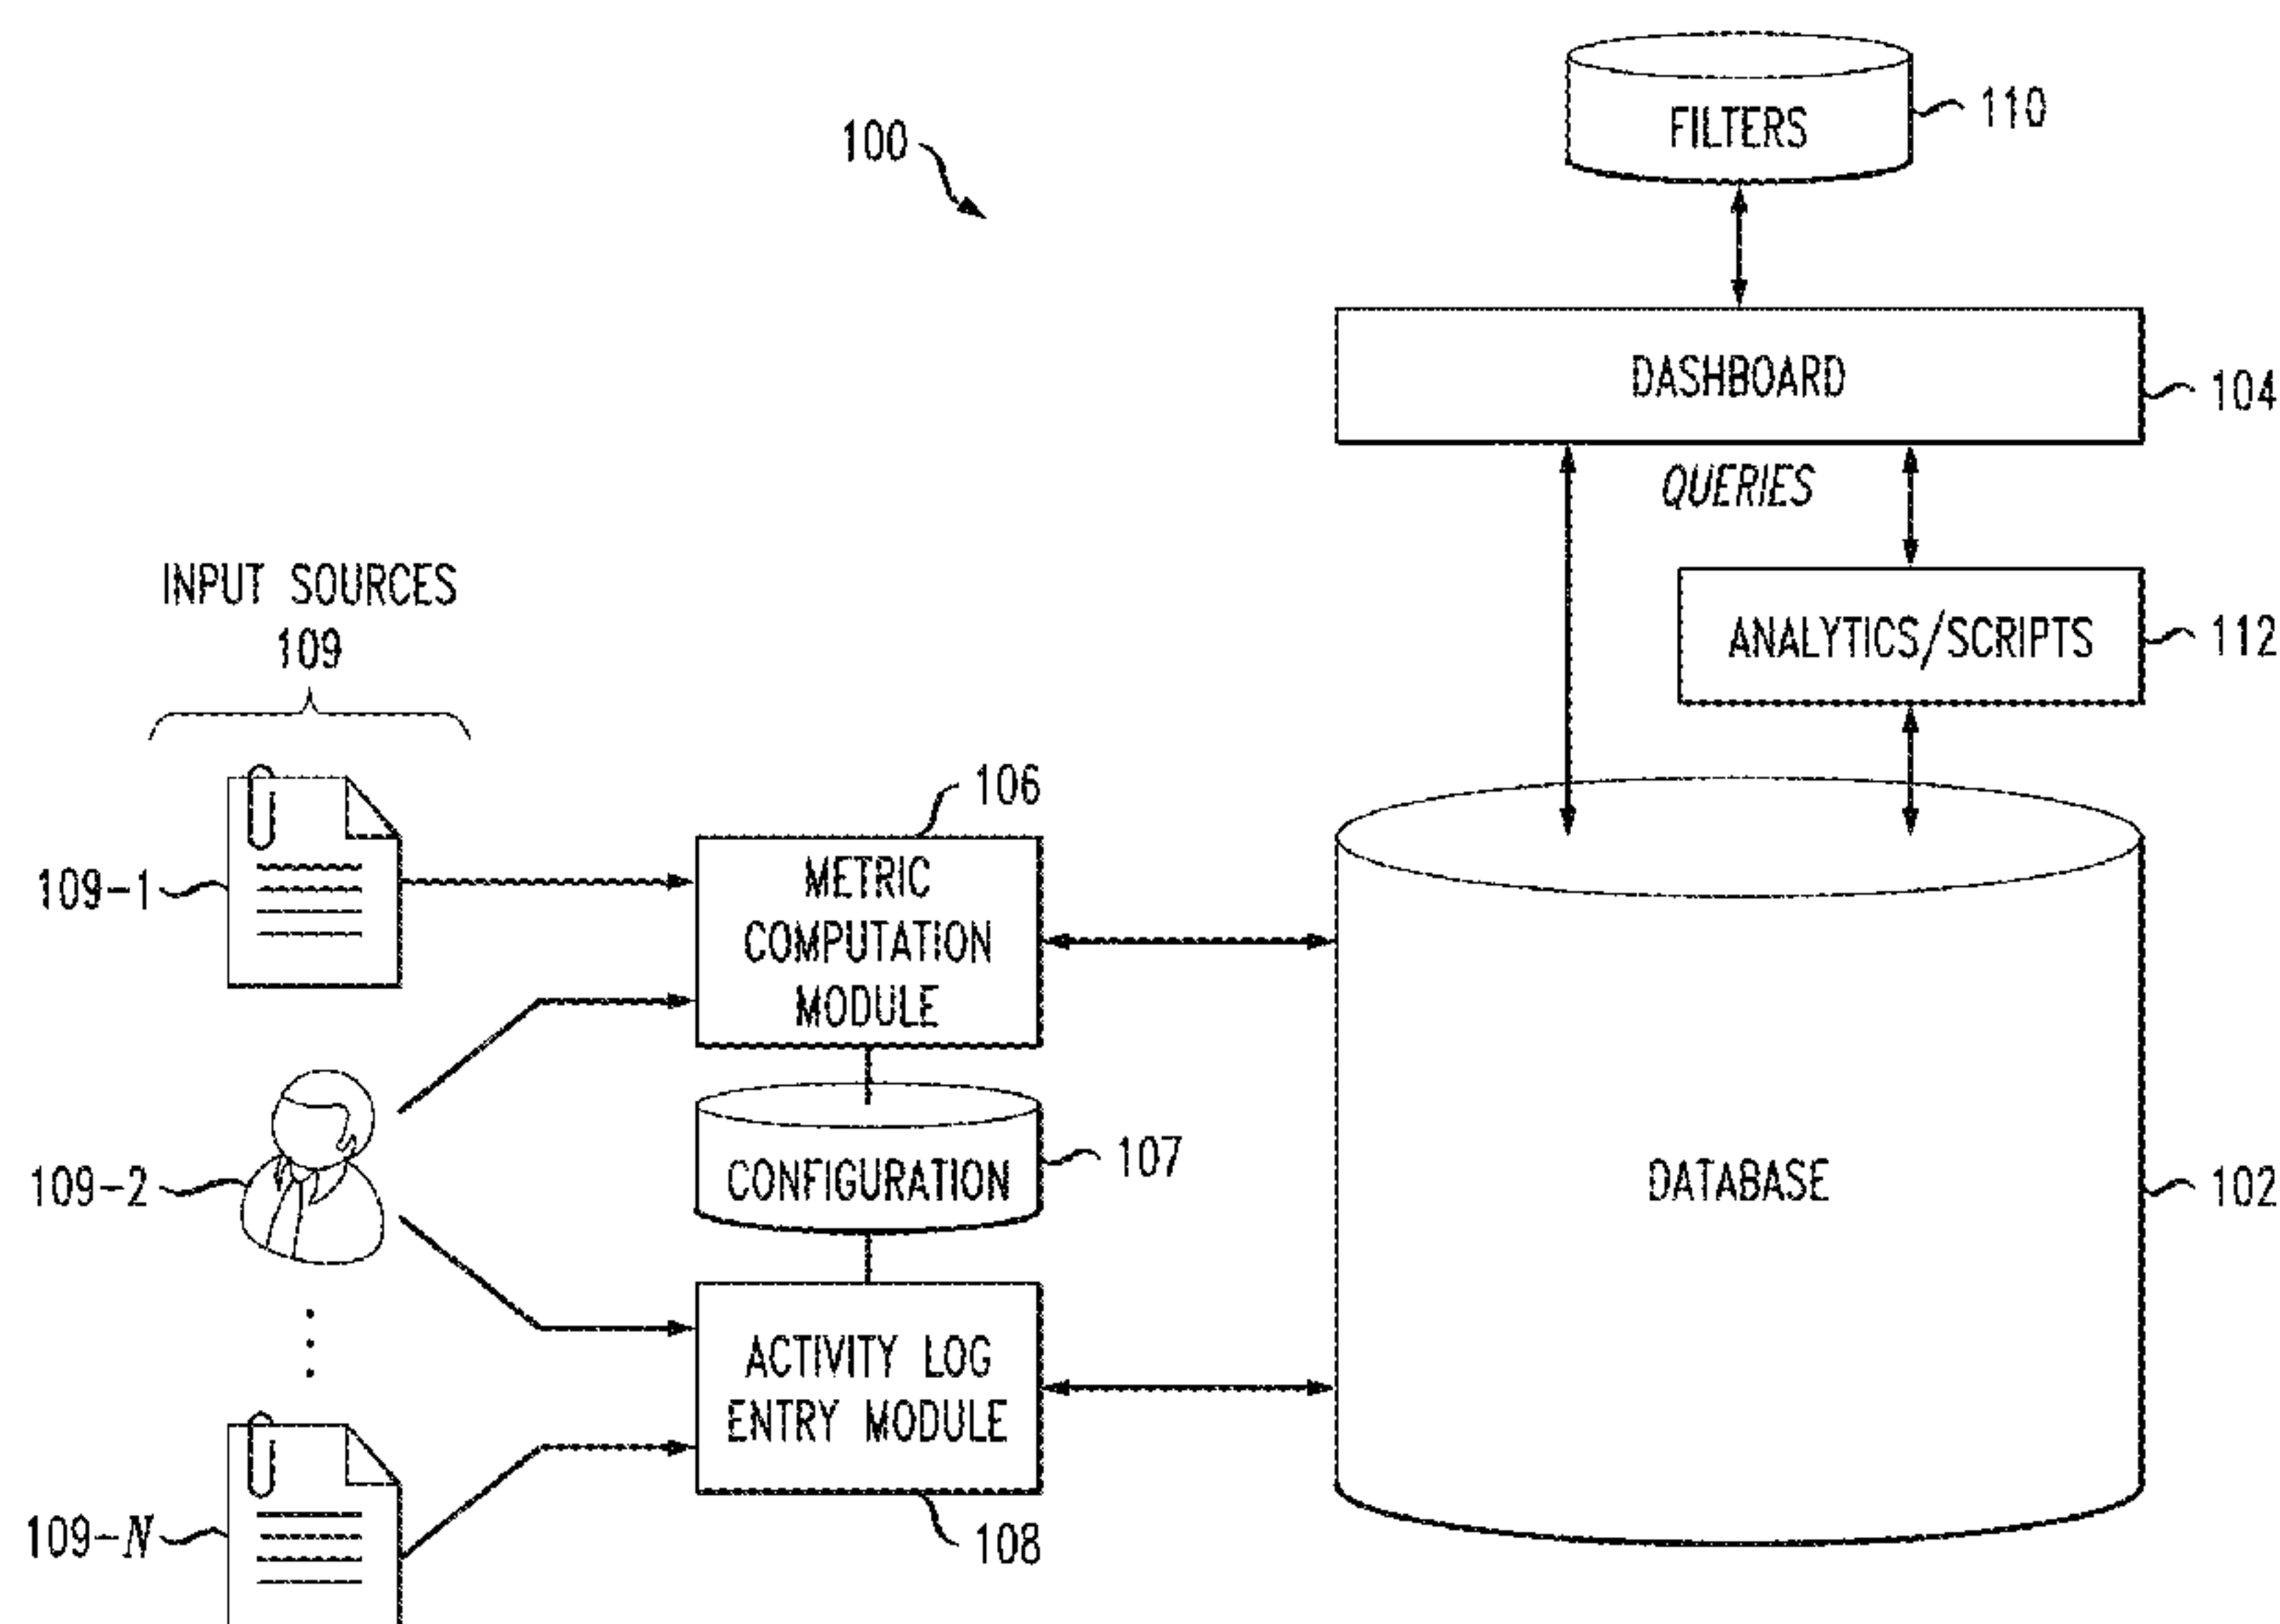 110
FILTERS
100
DASHBOARD
104
QUERIES
INPUT SOURCES
109
ANALYTICS/SCRIPTS
112
106
109-1
METRIC
COMPUTATION
MODULE
109-2
CONFIGURATION
107
DATABASE
102
ACTIVITY LOG
ENTRY MODULE
109-N
108